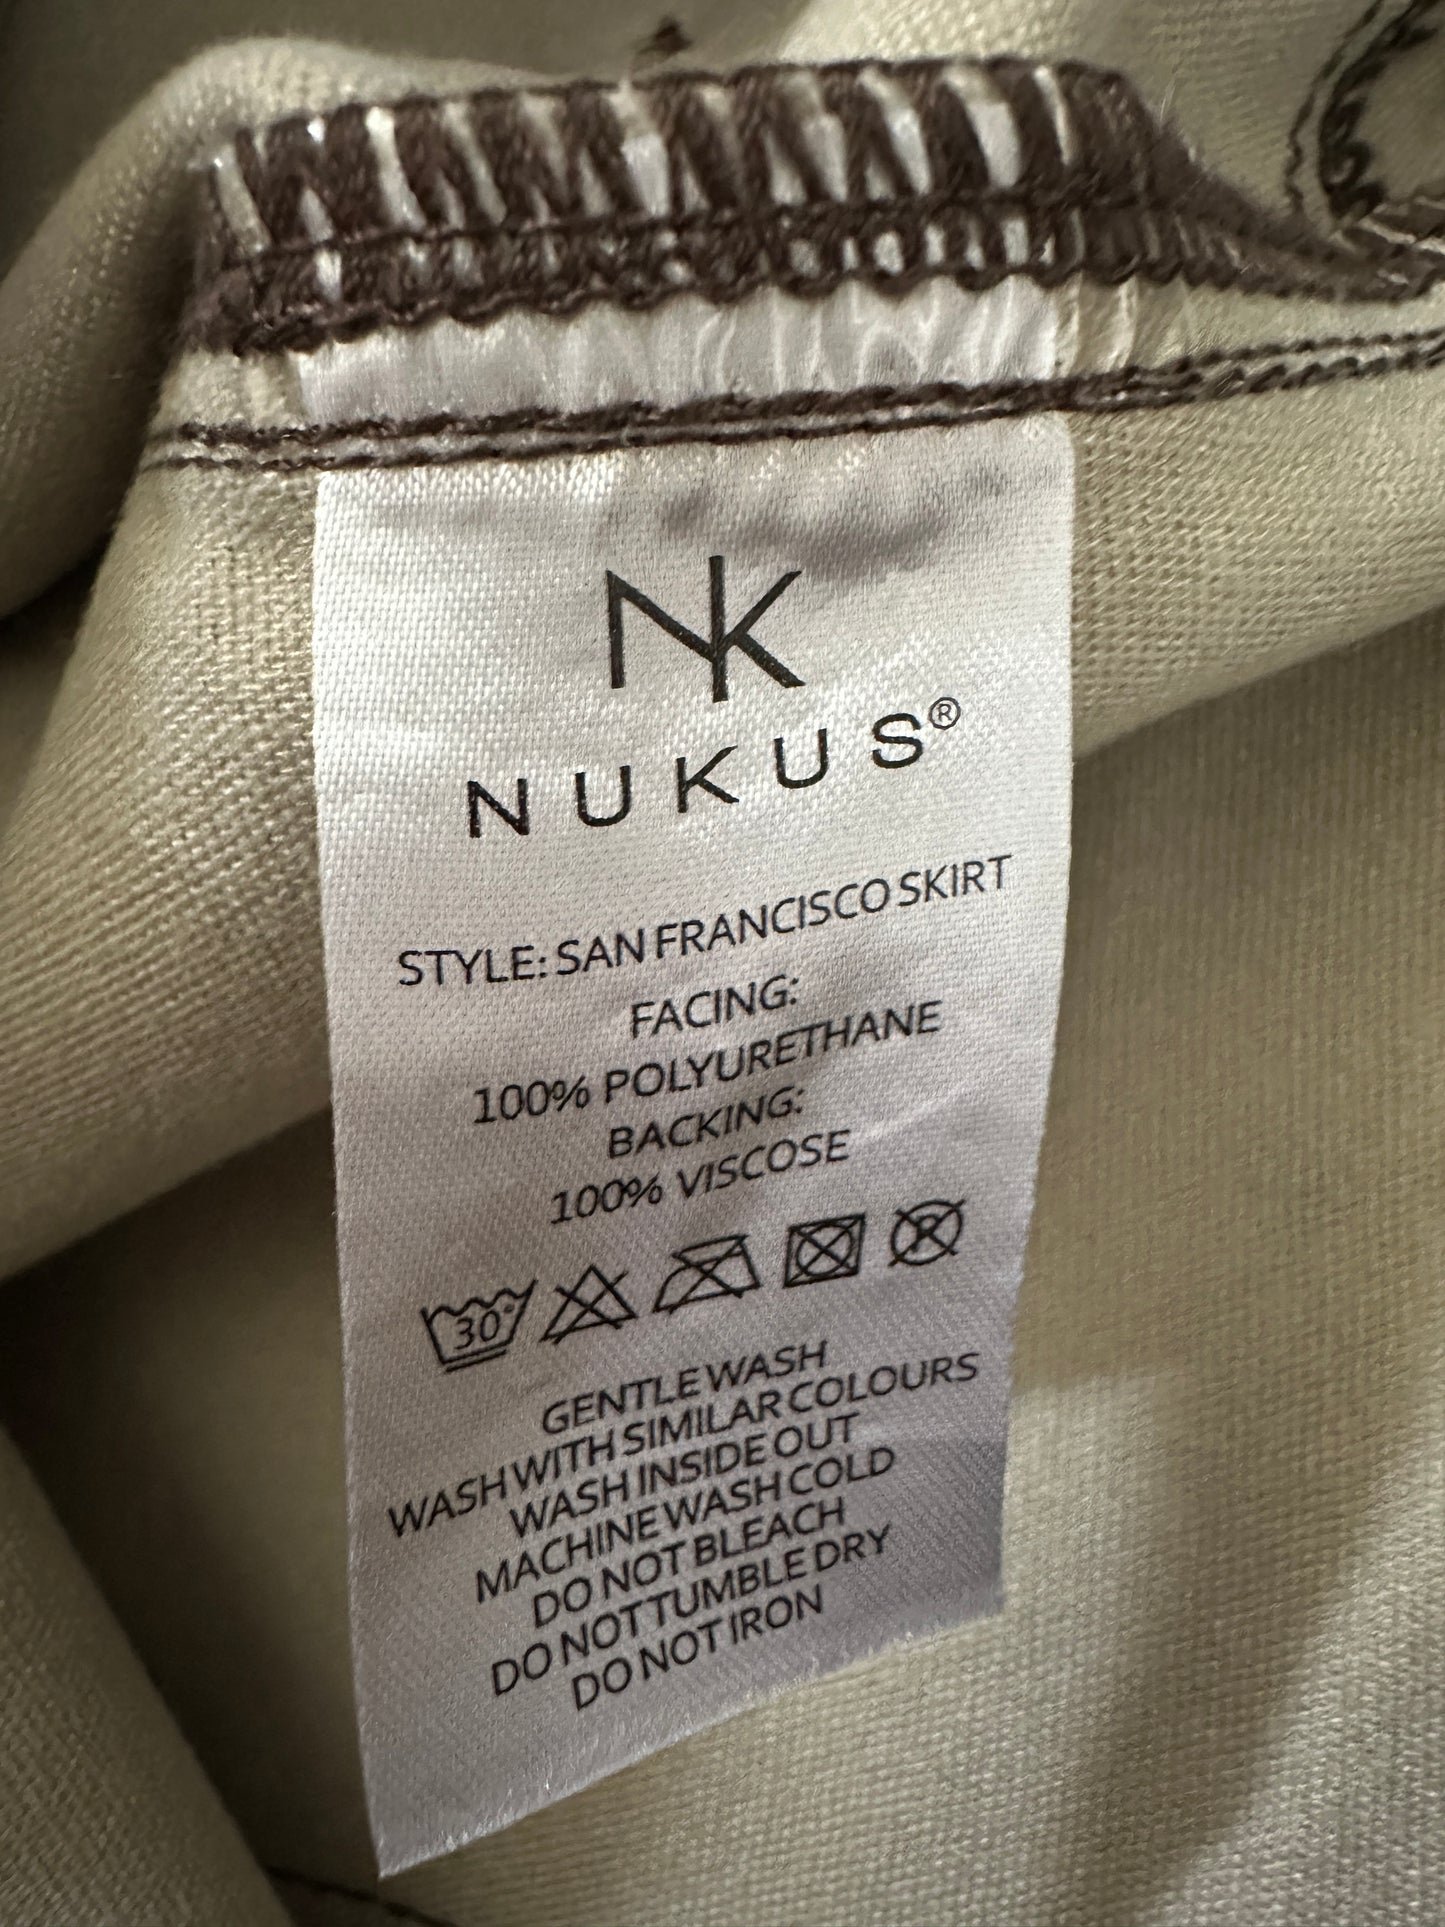 NK
NUKUS®
STYLE: SAN FRANCISCO SKIRT
FACING:
100% POLYURETHANE
BACKING:
100% VISCOSE
30° P
GENTLE WASH
WASH WITH SIMILAR COLOURS
WASH INSIDE OUT
MACHINE WASH COLD
DO NOT BLEACH
DO NOT TUMBLE DRY
DO NOT IRON